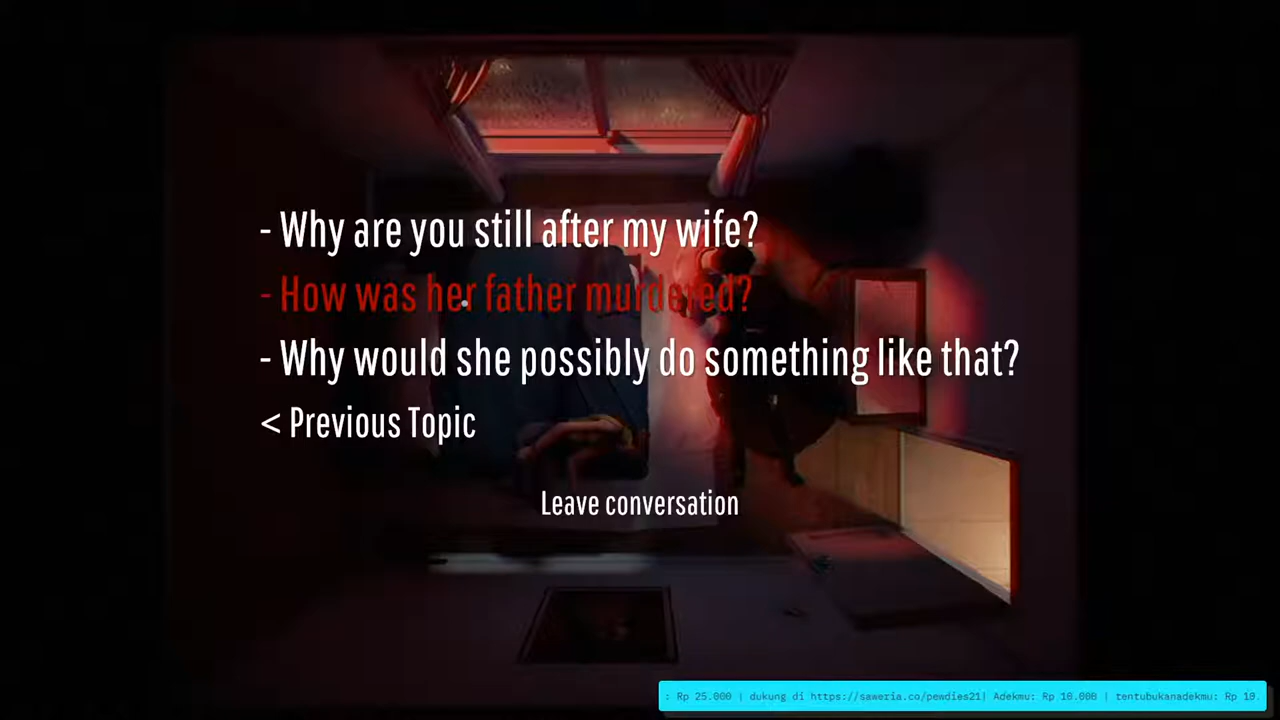 - Why are you still after my wife?
- How was her father murdered?
- Why would she possibly do something like that?
< Previous Topic
Leave conversation
: Rp 25.000 | dukung di https://saweria.co/pewdies21| Adekmu: Rp 10.000 | tentubukanadekmu: Rp 10.